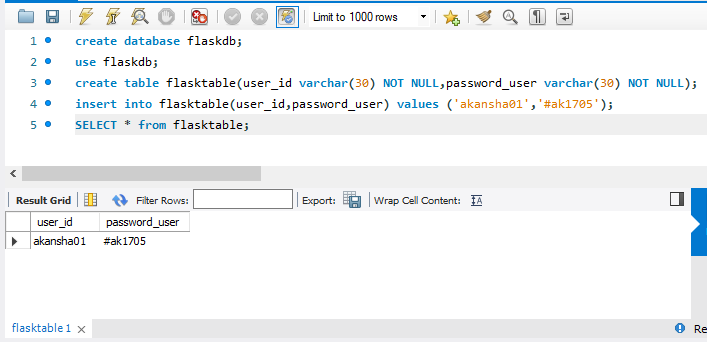 Limit to 1000 rows
1 create database flaskdb;
2 use flaskdb;
3 create table flasktable(user_id varchar(30) NOT NULL,password_user varchar(30) NOT NULL);
4 insert into flasktable(user_id,password_user) values ('akansha01','#ak1705');
5 SELECT * from flasktable;
Result Grid Filter Rows: Export: Wrap Cell Content: IA
user_id password_user
akansha01 #ak1705
flasktable 1
Re